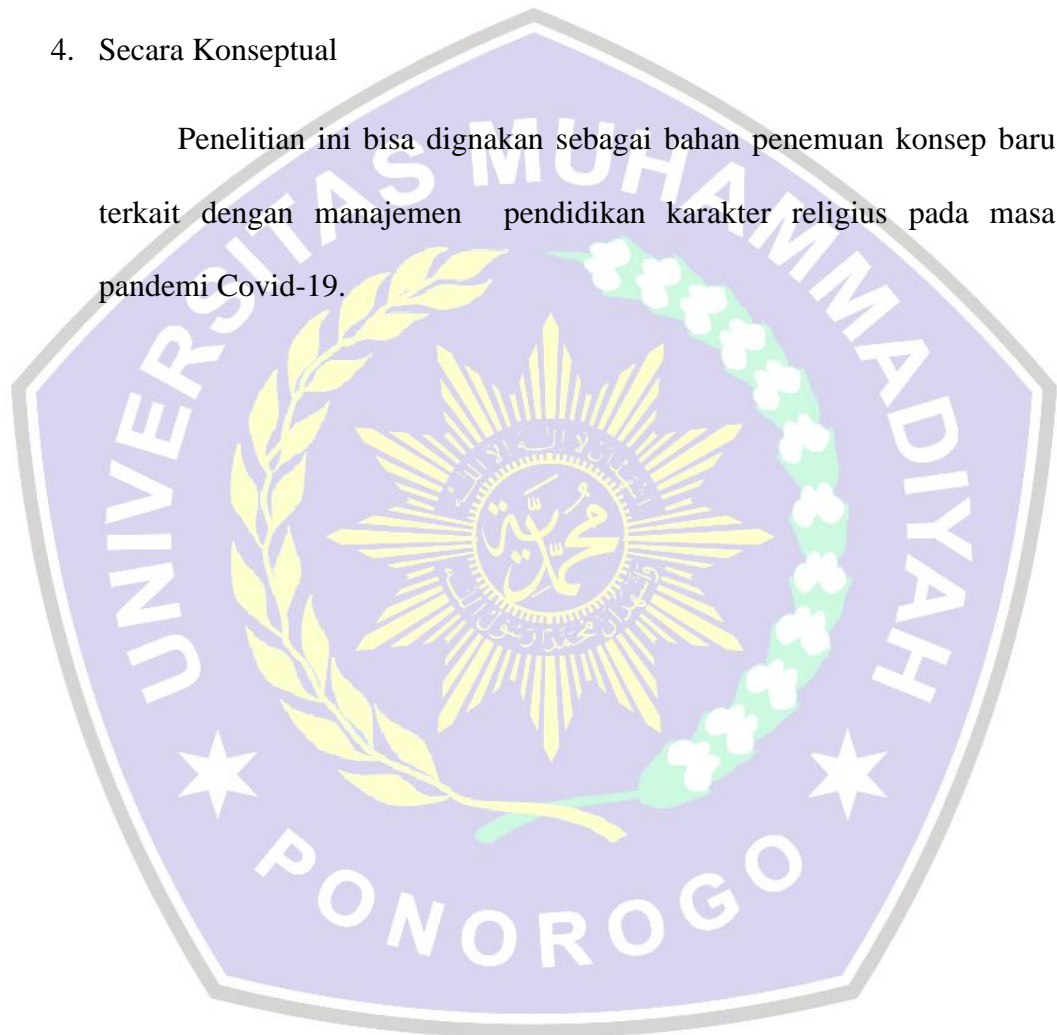 4. Secara Konseptual
Penelitian ini bisa dignakan sebagai bahan penemuan konsep baru
terkait dengan manajemen pendidikan karakter religius pada masa
pandemi Covid-19.
UNIVERSITAS MUHAMMADIYAH
محمدية
PONOROGO